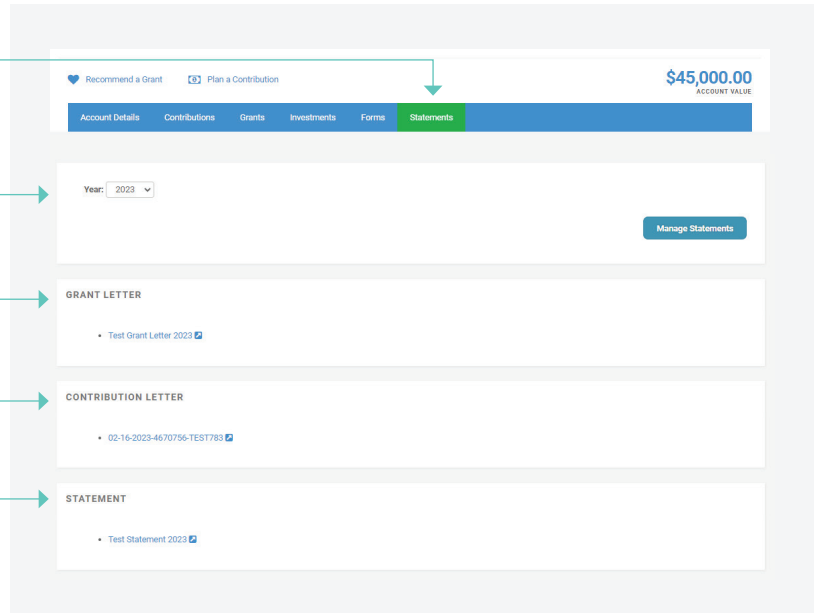 Recommend a Grant Plan a Contribution $45,000.00
ACCOUNT VALUE
Account Details Contributions Grants Investments Forms Statements
Year: 2023
Manage Statements
GRANT LETTER
• Test Grant Letter 2023
CONTRIBUTION LETTER
• 02-16-2023-4670756-TEST783
STATEMENT
• Test Statement 2023